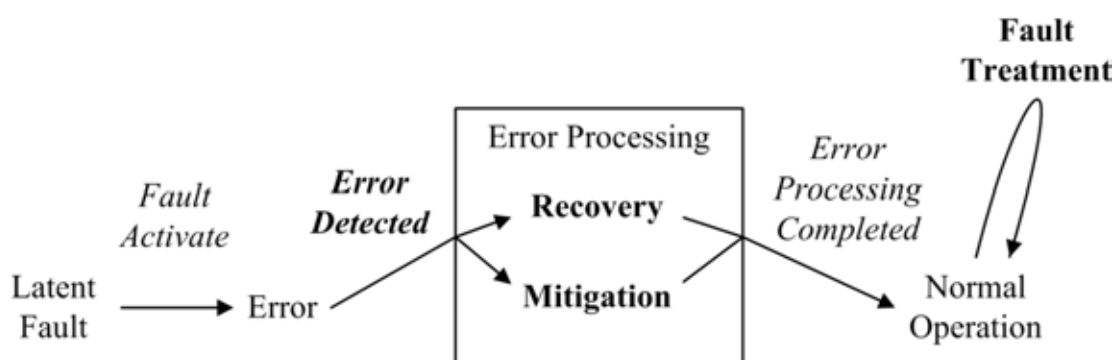 Fault
Treatment
Error Processing
Error
Processing
Completed
Fault
Activate
Error
Detected
Recovery
Mitigation
Latent
Fault
Error
Normal
Operation